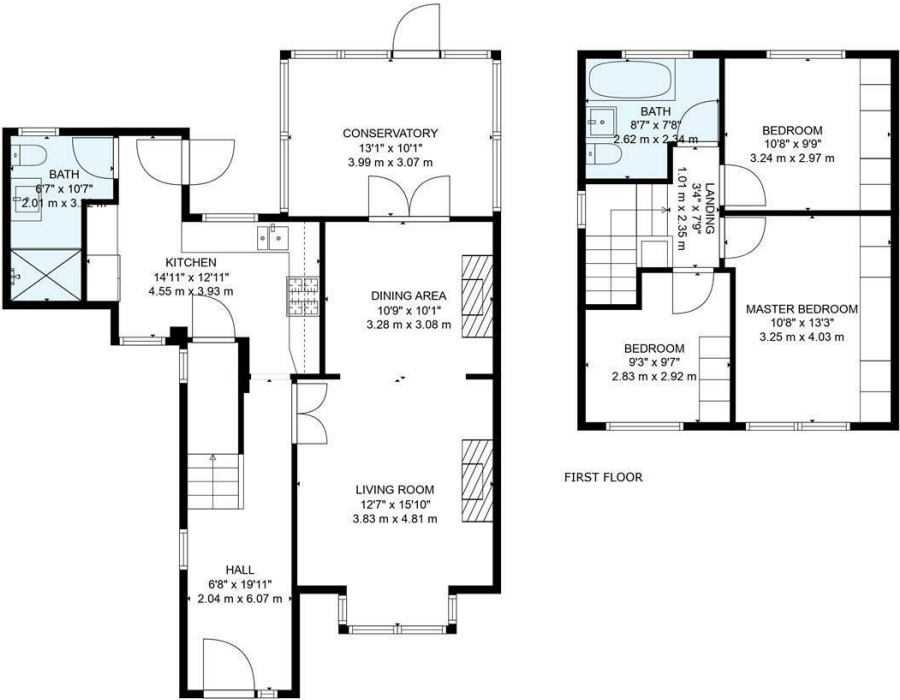 CONSERVATORY
13'1" x 10'1"
3.99 m x 3.07 m
BATH
6'7" x 10'7"
2.01 m x
KITCHEN
14'11" x 12'11"
4.55 m x 3.93 m
DINING AREA
10'9" x 10'1"
3.28 m x 3.08 m
LIVING ROOM
12'7" x 15'10"
3.83 m x 4.81 m
HALL
6'8" x 19'11"
2.04 m x 6.07 m
BATH
8'7" x 7'8"
2.62 m x 2.34 m
BEDROOM
10'8" x 9'9"
3.24 m x 2.97 m
LANDING
3'4" x 7'9"
1.01 m x 2.35 m
MASTER BEDROOM
10'8" x 13'3"
3.25 m x 4.03 m
BEDROOM
9'3" x 9'7"
2.83 m x 2.92 m
FIRST FLOOR